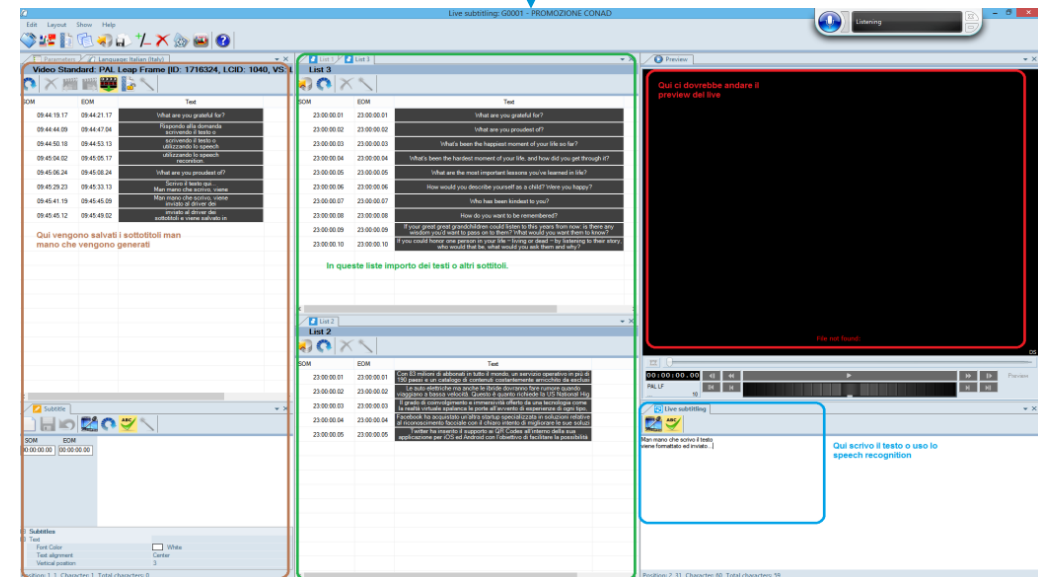 Live subtitling: G0001 - PROMOZIONE CONAD
Edit Layout Show Help
Listening
Parameters Language: Italian (Italy)
Video Standard: PAL Leap Frame [ID: 1716324, LCID: 1040, VS: L
SOM EOM Text
09:44:19.17 09:44:21.17 What are you grateful for?
09:44:44.09 09:44:47.04 Rispondo alla domanda
scrivendo il testo o
09:44:50.18 09:44:53.13 scrivendo il testo o
utilizzando lo speech
09:45:04.02 09:45:05.17 utilizzando lo speech
recognition.
09:45:06.24 09:45:08.24 What are you proudest of?
09:45:29.23 09:45:33.13 Scrivo il testo qui...
Man mano che scrivo, viene
09:45:41.19 09:45:45.09 Man mano che scrivo, viene
inviato al driver dei
09:45:45.12 09:45:49.02 inviato al driver dei
sottotitoli e viene salvato in
Qui vengono salvati i sottotitoli man
mano che vengono generati
List 1 List 3
List 3
SOM EOM Text
23:00:00.01 23:00:00.01 What are you grateful for?
23:00:00.02 23:00:00.02 What are you proudest of?
23:00:00.03 23:00:00.03 What's been the happiest moment of your life so far?
23:00:00.04 23:00:00.04 What's been the hardest moment of your life, and how did you get through it?
23:00:00.05 23:00:00.05 What are the most important lessons you've learned in life?
23:00:00.06 23:00:00.06 How would you describe yourself as a child? Were you happy?
23:00:00.07 23:00:00.07 Who has been kindest to you?
23:00:00.08 23:00:00.08 How do you want to be remembered?
23:00:00.09 23:00:00.09 If your great great grandchildren could listen to this years from now: is there any
wisdom you'd want to pass on to them? What would you want them to know?
23:00:00.10 23:00:00.10 If you could honor one person in your life - living or dead - by listening to their story,
who would that be, what would you ask them and why?
In queste liste importo dei testi o altri sottitoli.
List 2
List 2
SOM EOM Text
23:00:00.01 23:00:00.01 Con 83 milioni di abbonati in tutto il mondo, un servizio operativo in più di
190 paesi e un catalogo di contenuti costantemente arricchito da esclusi
23:00:00.02 23:00:00.02 Le auto elettriche ma anche le ibride dovranno fare rumore quando
viaggiano a bassa velocità. Questo è quanto richiede la US National Hig
23:00:00.03 23:00:00.03 Il grado di coinvolgimento e immersività offerto da una tecnologia come
la realtà virtuale spalanca le porte all'avvento di esperienze di ogni tipo.
23:00:00.04 23:00:00.04 Facebook ha acquistato un'altra startup specializzata in soluzioni relative
al riconoscimento facciale con il chiaro intento di migliorare le sue soluzi
23:00:00.05 23:00:00.05 Twitter ha inserito il supporto ai QR Codes all'interno della sua
applicazione per iOS ed Android con l'obiettivo di facilitare la possibilità
Preview
Qui ci dovrebbe andare il
preview del live
File not found
DS
00:00:00.00
Preview
PAL LF
16
Subtitle
SOM EOM
00:00:00.00 00:00:00.00
Subtitles
Text
Font Color White
Text alignment Center
Vertical position 3
Position: 1, 1, Character: 1, Total characters: 0
Live subtitling
Man mano che scrivo il testo
viene formattato ed inviato...
Qui scrivo il testo o uso lo
speech recognition
Position: 2, 31, Character: 60, Total characters: 59